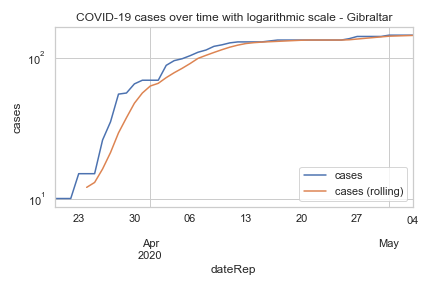 COVID-19 cases over time with logarithmic scale - Gibraltar
10²
10¹
cases
cases
cases (rolling)
23 30 06 13 20 27 04
Apr May
2020
dateRep